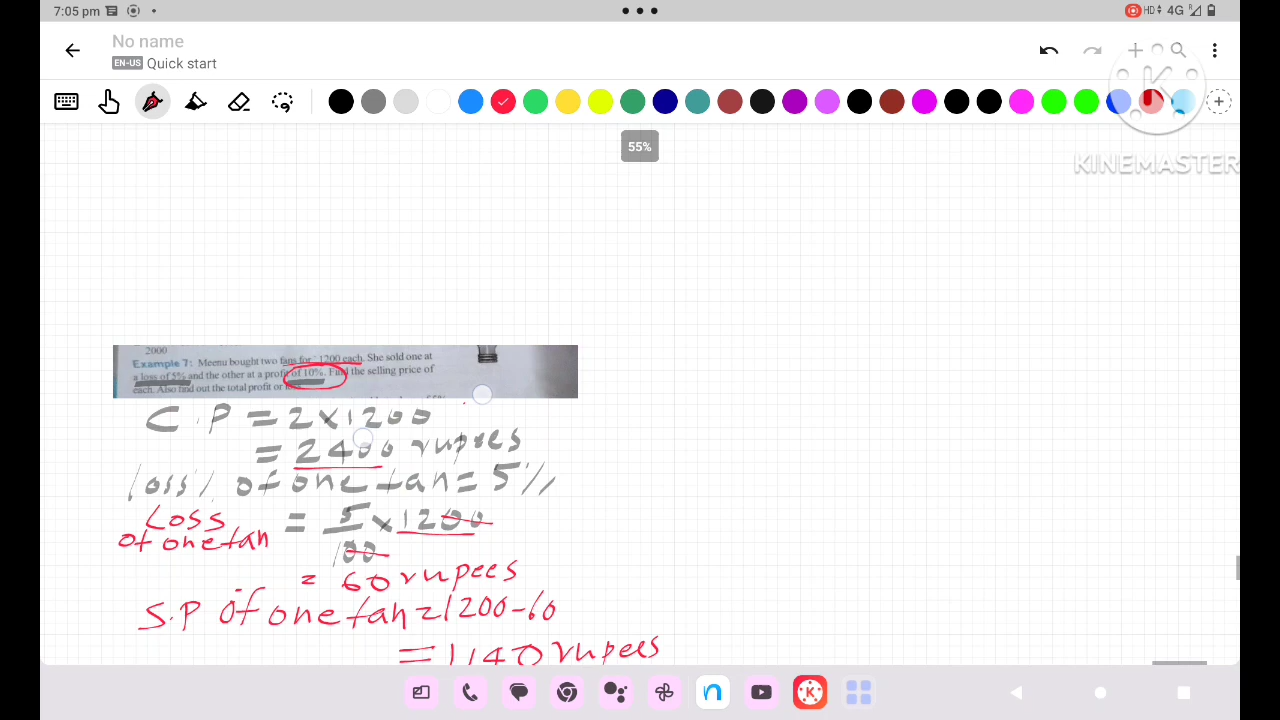 7:05 pm
HD 4G
No name
EN-US Quick start
55%
KINEMASTER
2000
Example 7: Meenu bought two fans for ` 1200 each. She sold one at
a loss of 5% and the other at a profit of 10%. Find the selling price of
each. Also find out the total profit or
C.P = 2 x 1200
= 2400 rupees
loss% of one fan = 5%
Loss of one fan = 5/100 x 1200
= 60 rupees
S.P of one fan = 1200 - 60
= 1140 rupees